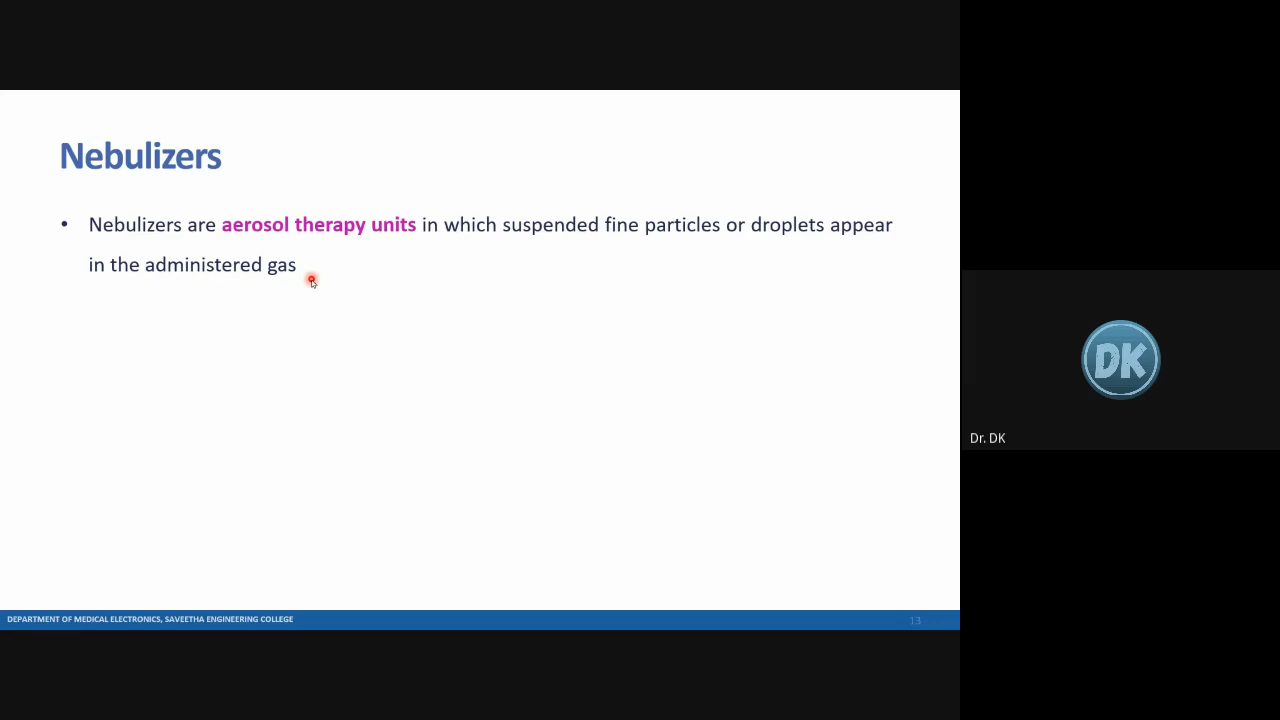 Nebulizers
• Nebulizers are aerosol therapy units in which suspended fine particles or droplets appear
in the administered gas
DK
Dr. DK
DEPARTMENT OF MEDICAL ELECTRONICS, SAVEETHA ENGINEERING COLLEGE
13